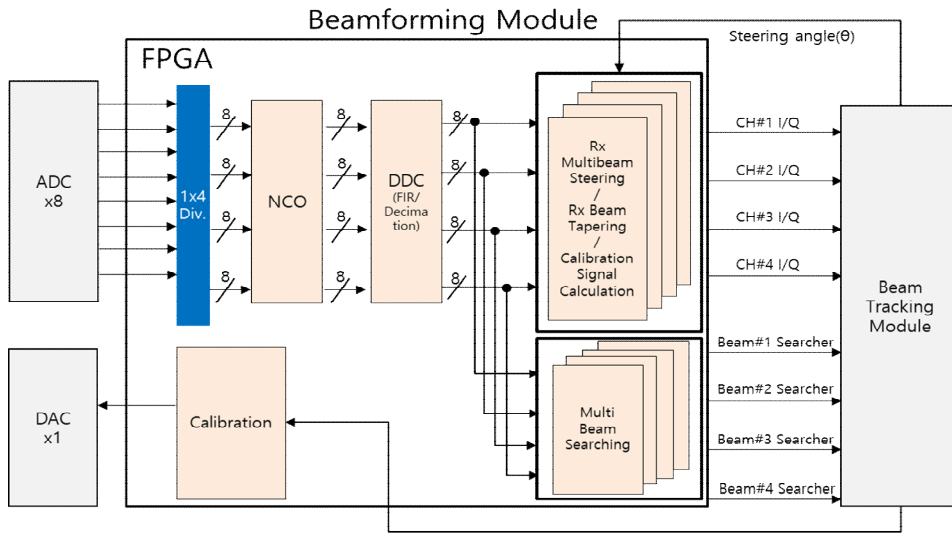 Beamforming Module
Steering angle(θ)
FPGA
ADC
x8
1x4
Div.
8
8
8
8
NCO
8
8
8
8
DDC
(FIR/
Decima
tion)
8
8
8
8
Rx
Multibeam
Steering
/
Rx Beam
Tapering
/
Calibration
Signal
Calculation
CH#1 I/Q
CH#2 I/Q
CH#3 I/Q
CH#4 I/Q
Beam
Tracking
Module
DAC
x1
Calibration
Multi
Beam
Searching
Beam#1 Searcher
Beam#2 Searcher
Beam#3 Searcher
Beam#4 Searcher